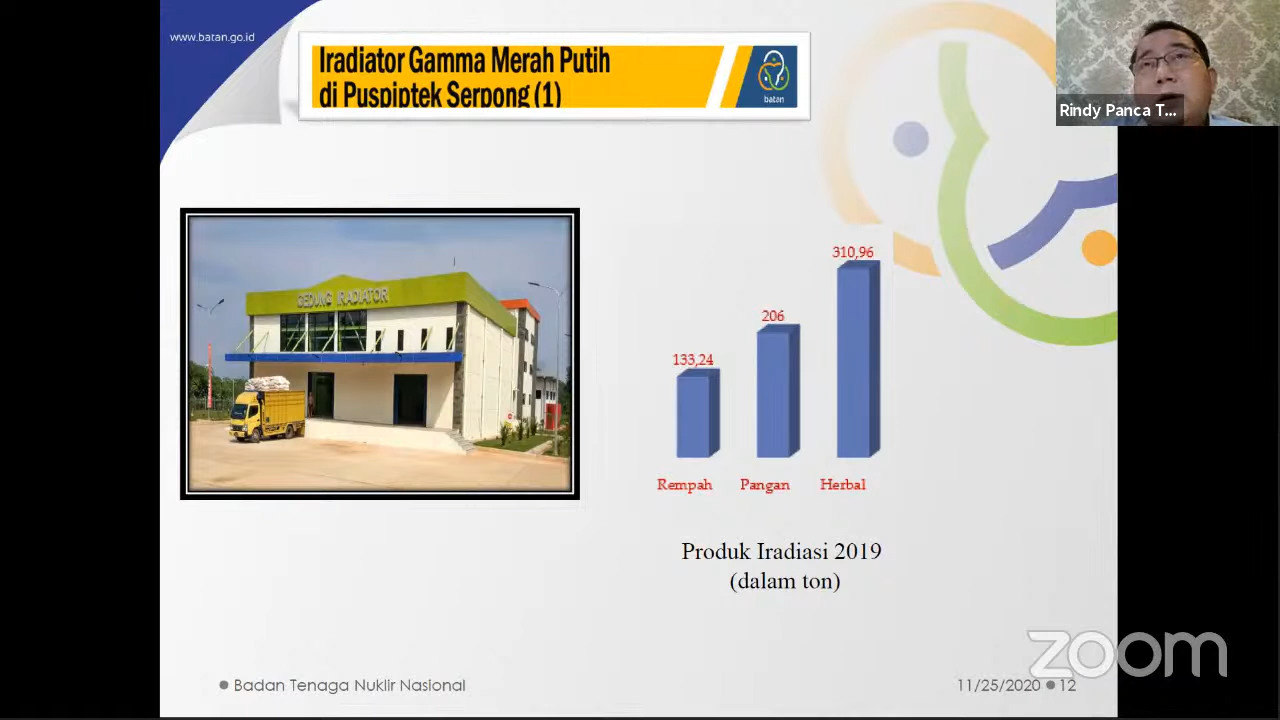 www.batan.go.id
Iradiator Gamma Merah Putih
di Puspiptek Serpong (1)
batan
Rindy Panca T...
GEDUNG IRADIATOR
310,96
206
133,24
Rempah Pangan Herbal
Produk Iradiasi 2019
(dalam ton)
zoom
Badan Tenaga Nuklir Nasional
11/25/2020 12